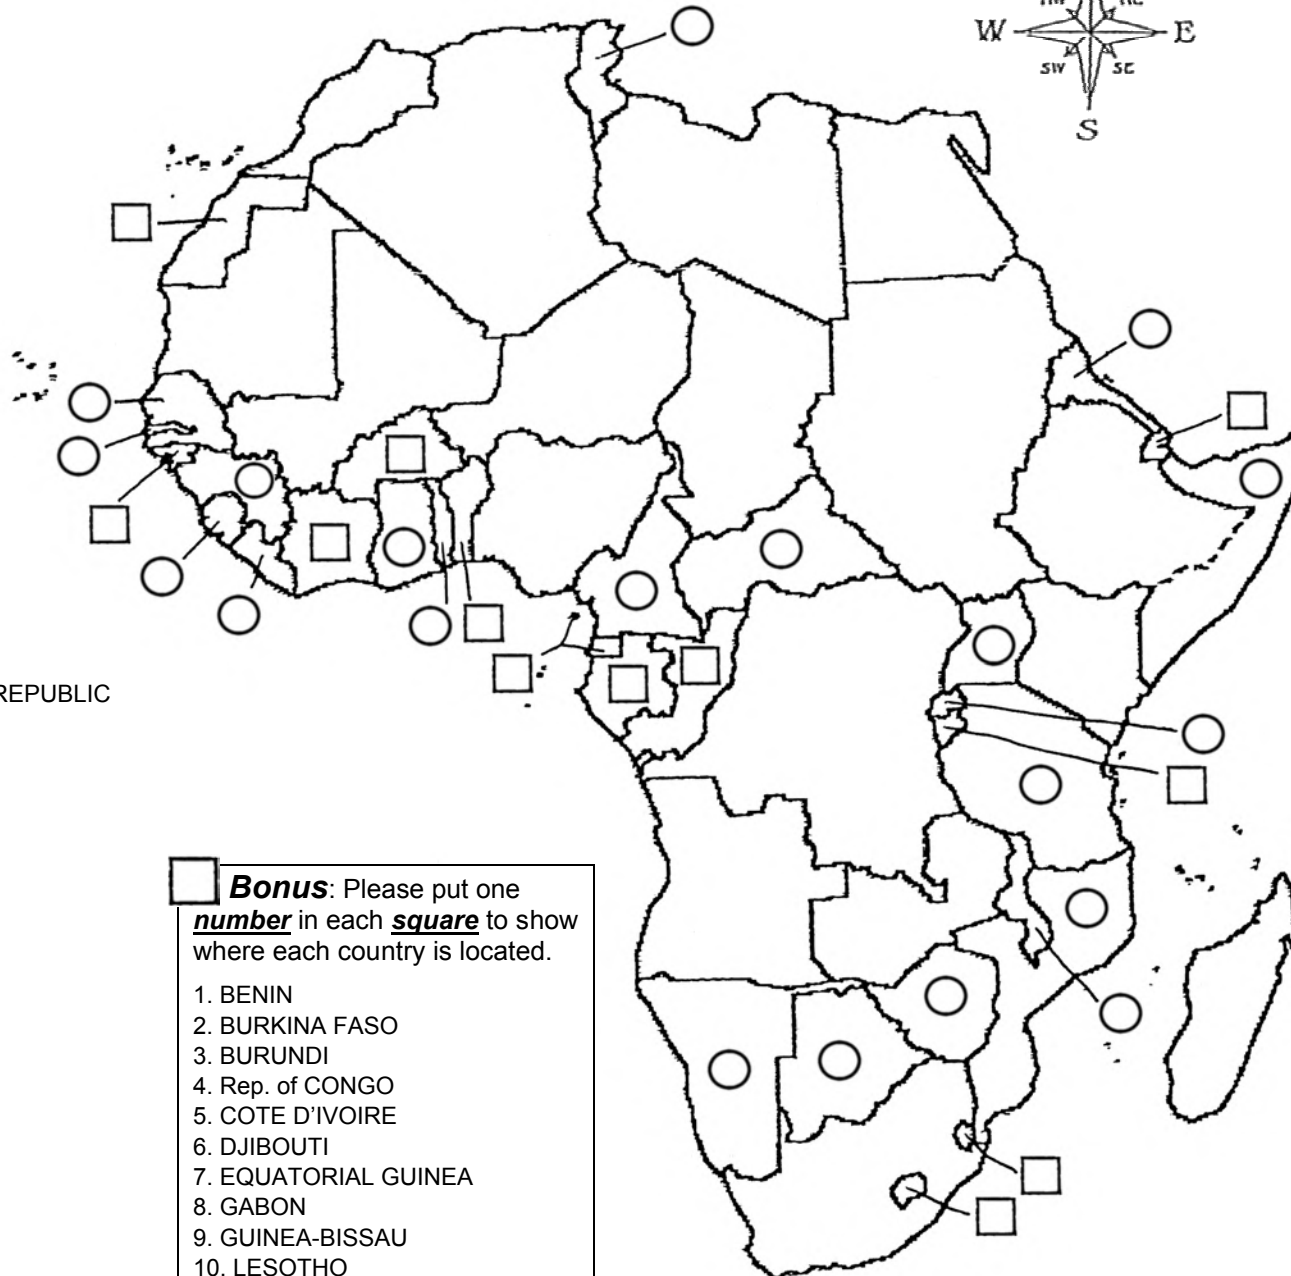 W E
SW SE
S
REPUBLIC
Bonus: Please put one
number in each square to show
where each country is located.
1. BENIN
2. BURKINA FASO
3. BURUNDI
4. Rep. of CONGO
5. COTE D'IVOIRE
6. DJIBOUTI
7. EQUATORIAL GUINEA
8. GABON
9. GUINEA-BISSAU
10. LESOTHO